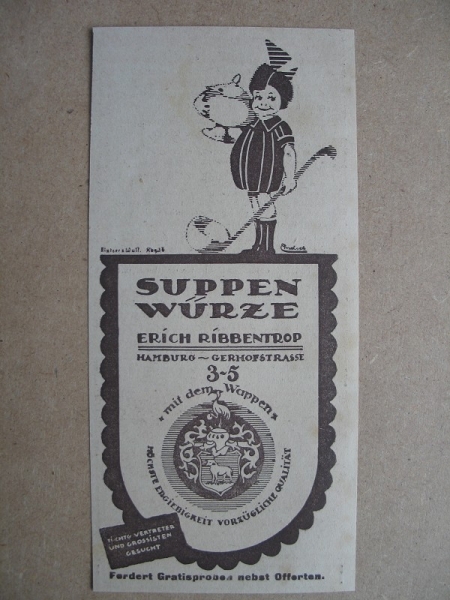 SUPPEN
WÜRZE
ERICH RIBBENTROP
HAMBURG ~ GERHOFSTRASSE
3-5
mit dem Wappen
HÖCHSTE ERGIEBIGKEIT VORZÜGLICHE QUALITÄT
TÜCHTG VERTRETER
UND GROSSISTEN
GESUCHT
Fordert Gratisproben nebst Offerten.